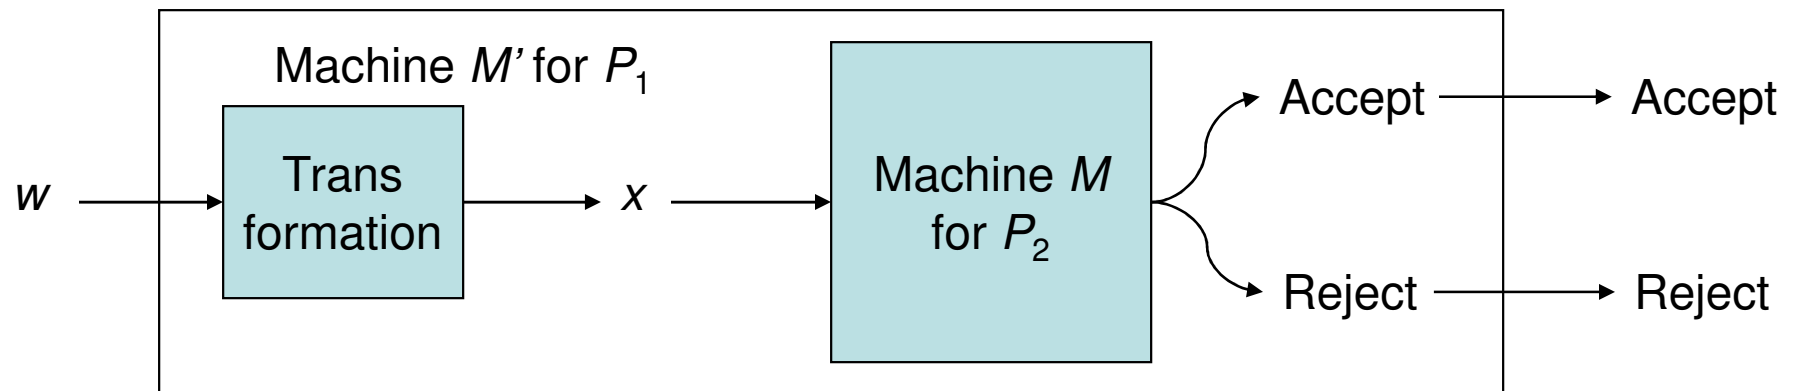 Machine M’ for P1
w
Trans
formation
x
Machine M
for P2
Accept
Accept
Reject
Reject